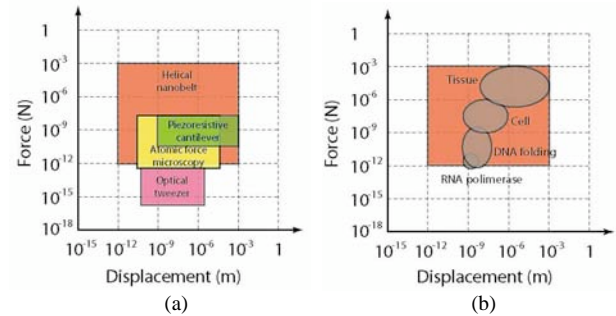 1
10-3
10-6
10-9
10-12
10-15
10-18
Force (N)
Helical
nanobelt
Piezoresistive
cantilever
Atomic force
microscopy
Optical
tweezer
10-15 10-12 10-9 10-6 10-3 1
Displacement (m)
(a)
1
10-3
10-6
10-9
10-12
10-15
10-18
Force (N)
Tissue
Cell
DNA folding
RNA polimerase
10-15 10-12 10-9 10-6 10-3 1
Displacement (m)
(b)